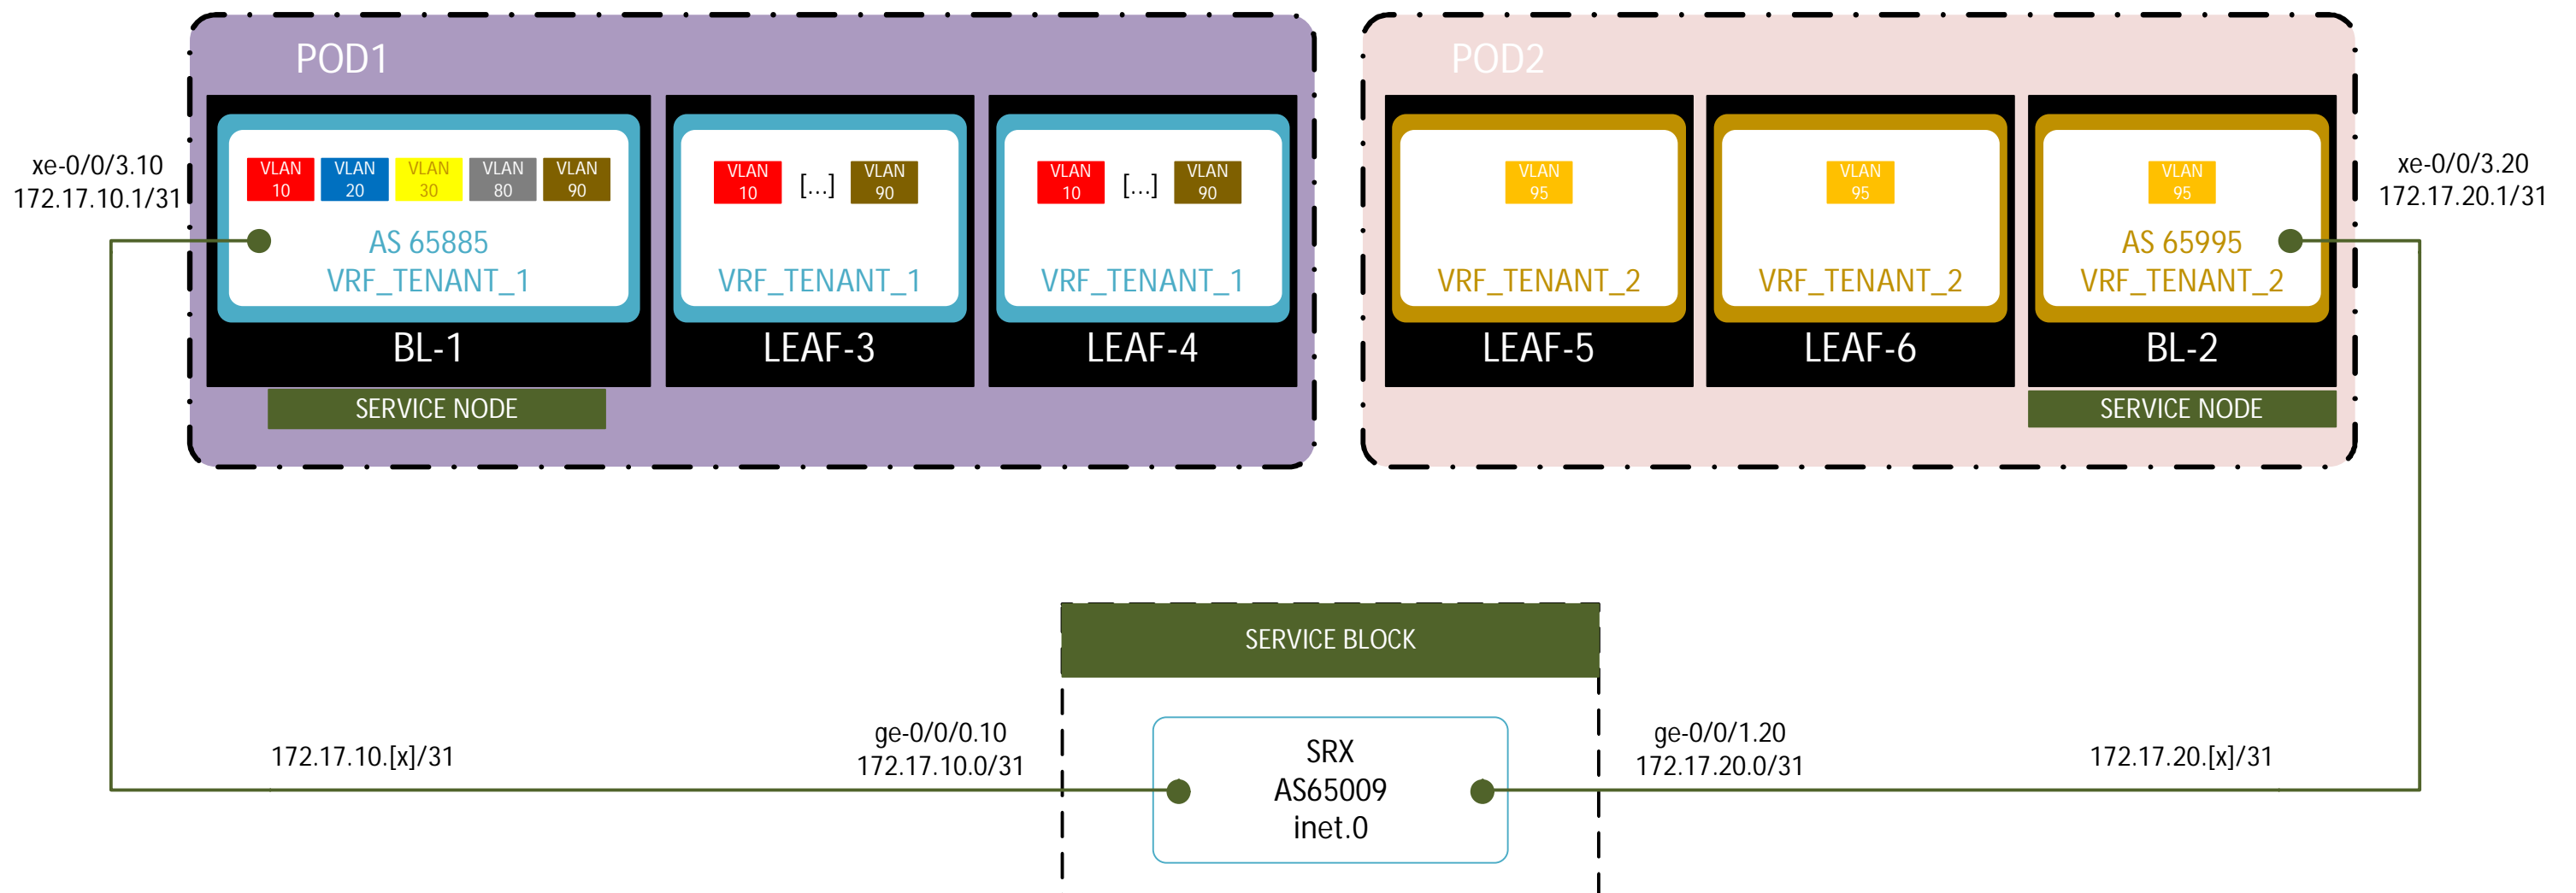 POD1
xe-0/0/3.10
172.17.10.1/31
VLAN
10
VLAN
20
VLAN
30
VLAN
80
VLAN
90
AS 65885
VRF_TENANT_1
BL-1
SERVICE NODE
VLAN
10
[...]
VLAN
90
VRF_TENANT_1
LEAF-3
VLAN
10
[...]
VLAN
90
VRF_TENANT_1
LEAF-4
POD2
VLAN
95
VRF_TENANT_2
LEAF-5
VLAN
95
VRF_TENANT_2
LEAF-6
VLAN
95
AS 65995
VRF_TENANT_2
BL-2
SERVICE NODE
xe-0/0/3.20
172.17.20.1/31
SERVICE BLOCK
172.17.10.[x]/31
ge-0/0/0.10
172.17.10.0/31
SRX
AS65009
inet.0
ge-0/0/1.20
172.17.20.0/31
172.17.20.[x]/31